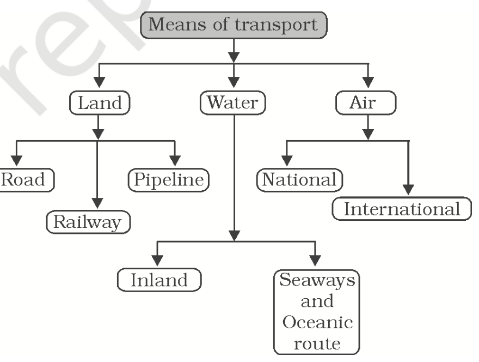 Means of transport
Land
Water
Air
Road
Pipeline
National
Railway
International
Inland
Seaways
and
Oceanic
route